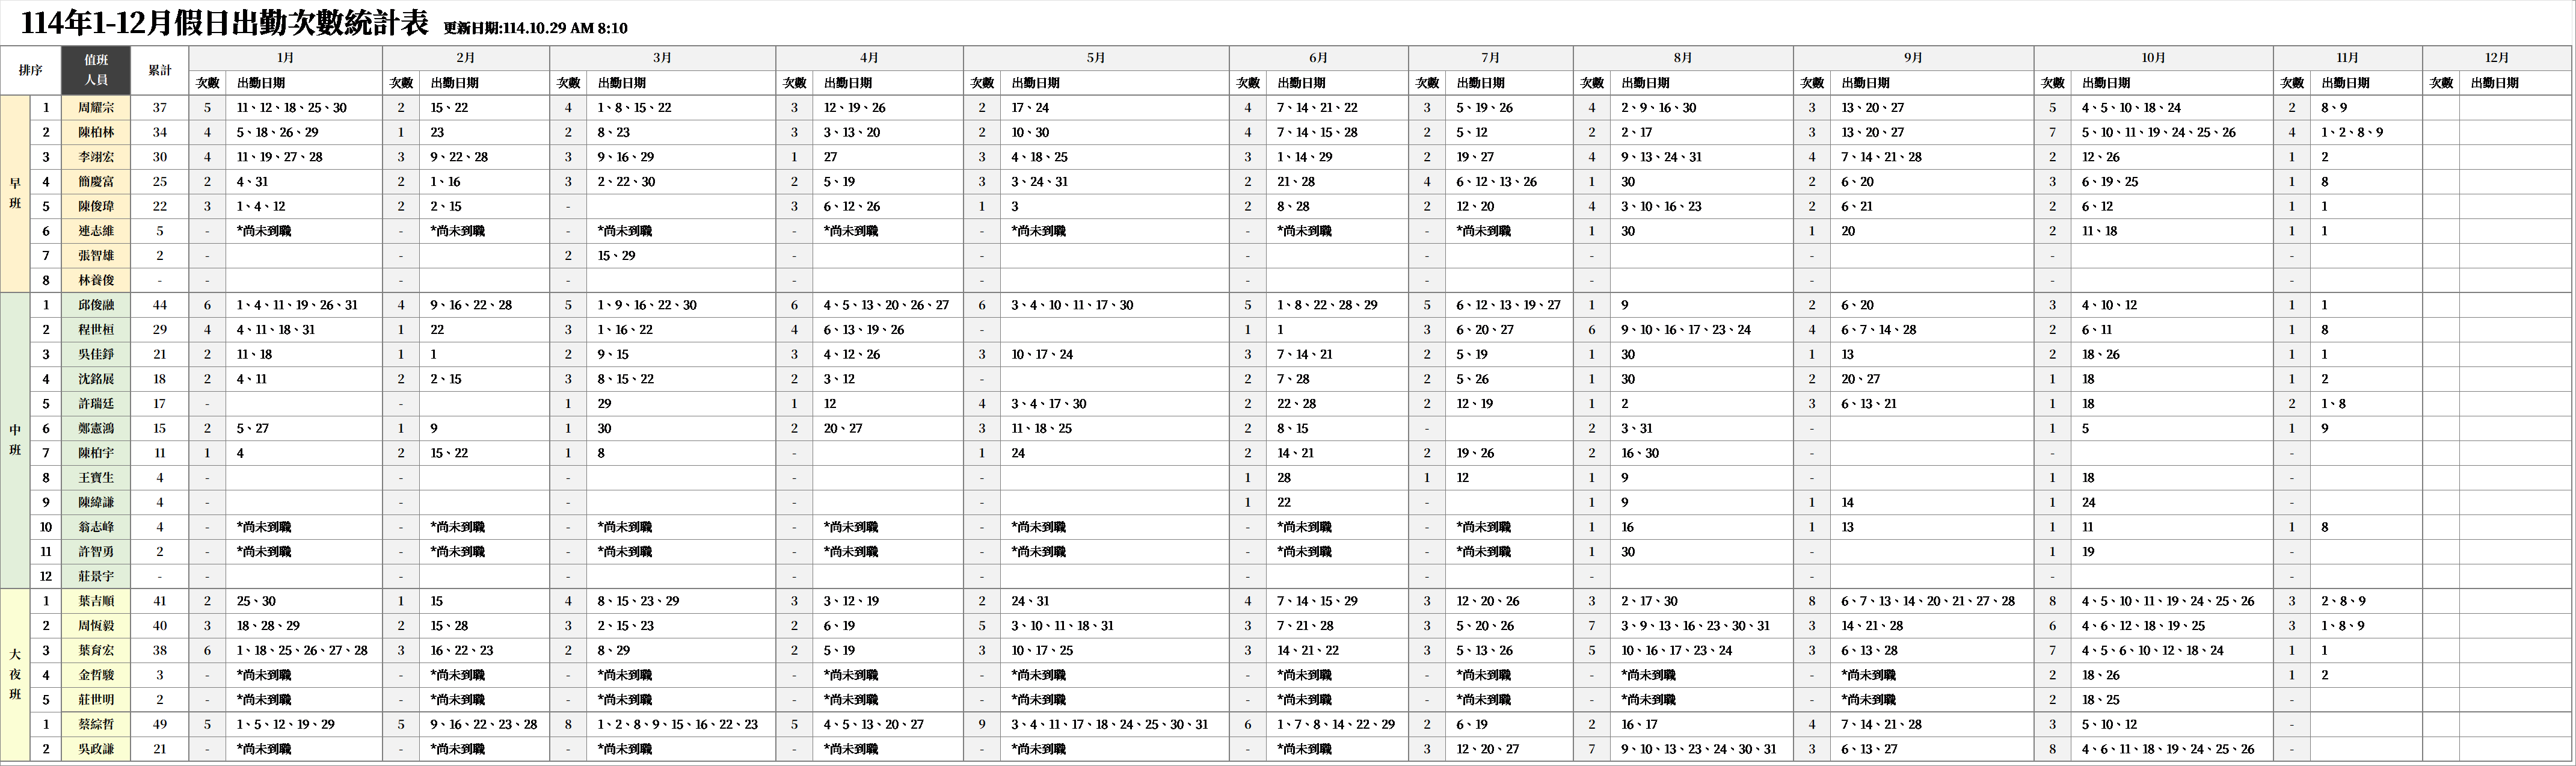 114年1-12月假日出勤次數統計表 更新日期:114.10.29 AM 8:10
排序 值班人員 累計 1月 2月 3月 4月 5月 6月 7月 8月 9月 10月 11月 12月
次數 出勤日期 次數 出勤日期 次數 出勤日期 次數 出勤日期 次數 出勤日期 次數 出勤日期 次數 出勤日期 次數 出勤日期 次數 出勤日期 次數 出勤日期 次數 出勤日期 次數 出勤日期
早班
1 周耀宗 37 5 11、12、18、25、30 2 15、22 4 1、8、15、22 3 12、19、26 2 17、24 4 7、14、21、22 3 5、19、26 4 2、9、16、30 3 13、20、27 5 4、5、10、18、24 2 8、9
2 陳柏林 34 4 5、18、26、29 1 23 2 8、23 3 3、13、20 2 10、30 4 7、14、15、28 2 5、12 2 2、17 3 13、20、27 7 5、10、11、19、24、25、26 4 1、2、8、9
3 李翊宏 30 4 11、19、27、28 3 9、22、28 3 9、16、29 1 27 3 4、18、25 3 1、14、29 2 19、27 4 9、13、24、31 4 7、14、21、28 2 12、26 1 2
4 簡慶富 25 2 4、31 2 1、16 3 2、22、30 2 5、19 3 3、24、31 2 21、28 4 6、12、13、26 1 30 2 6、20 3 6、19、25 1 8
5 陳俊瑋 22 3 1、4、12 2 2、15 - 3 6、12、26 1 3 2 8、28 2 12、20 4 3、10、16、23 2 6、21 2 6、12 1 1
6 連志維 5 - *尚未到職 - *尚未到職 - *尚未到職 - *尚未到職 - *尚未到職 - *尚未到職 - *尚未到職 1 30 1 20 2 11、18 1 1
7 張智雄 2 - - 2 15、29 - - - - - - - -
8 林養俊 - - - - - - - - - - - -
中班
1 邱俊融 44 6 1、4、11、19、26、31 4 9、16、22、28 5 1、9、16、22、30 6 4、5、13、20、26、27 6 3、4、10、11、17、30 5 1、8、22、28、29 5 6、12、13、19、27 1 9 2 6、20 3 4、10、12 1 1
2 程世桓 29 4 4、11、18、31 1 22 3 1、16、22 4 6、13、19、26 - 1 1 3 6、20、27 6 9、10、16、17、23、24 4 6、7、14、28 2 6、11 1 8
3 吳佳錚 21 2 11、18 1 1 2 9、15 3 4、12、26 3 10、17、24 3 7、14、21 2 5、19 1 30 1 13 2 18、26 1 1
4 沈銘展 18 2 4、11 2 2、15 3 8、15、22 2 3、12 - 2 7、28 2 5、26 1 30 2 20、27 1 18 1 2
5 許瑞廷 17 - - 1 29 1 12 4 3、4、17、30 2 22、28 2 12、19 1 2 3 6、13、21 1 18 2 1、8
6 鄭憲鴻 15 2 5、27 1 9 1 30 2 20、27 3 11、18、25 2 8、15 - 2 3、31 - 1 5 1 9
7 陳柏宇 11 1 4 2 15、22 1 8 - 1 24 2 14、21 2 19、26 2 16、30 - - -
8 王寶生 4 - - - - - 1 28 1 12 1 9 - 1 18 -
9 陳緯謙 4 - - - - - 1 22 - 1 9 1 14 1 24 -
10 翁志峰 4 - *尚未到職 - *尚未到職 - *尚未到職 - *尚未到職 - *尚未到職 - *尚未到職 - *尚未到職 1 16 1 13 1 11 1 8
11 許智勇 2 - *尚未到職 - *尚未到職 - *尚未到職 - *尚未到職 - *尚未到職 - *尚未到職 - *尚未到職 1 30 - 1 19 -
12 莊景宇 - - - - - - - - - - - -
大夜班
1 葉吉順 41 2 25、30 1 15 4 8、15、23、29 3 3、12、19 2 24、31 4 7、14、15、29 3 12、20、26 3 2、17、30 8 6、7、13、14、20、21、27、28 8 4、5、10、11、19、24、25、26 3 2、8、9
2 周恆毅 40 3 18、28、29 2 15、28 3 2、15、23 2 6、19 5 3、10、11、18、31 3 7、21、28 3 5、20、26 7 3、9、13、16、23、30、31 3 14、21、28 6 4、6、12、18、19、25 3 1、8、9
3 葉育宏 38 6 1、18、25、26、27、28 3 16、22、23 2 8、29 2 5、19 3 10、17、25 3 14、21、22 3 5、13、26 5 10、16、17、23、24 3 6、13、28 7 4、5、6、10、12、18、24 1 1
4 金哲駿 3 - *尚未到職 - *尚未到職 - *尚未到職 - *尚未到職 - *尚未到職 - *尚未到職 - *尚未到職 - *尚未到職 - *尚未到職 2 18、26 1 2
5 莊世明 2 - *尚未到職 - *尚未到職 - *尚未到職 - *尚未到職 - *尚未到職 - *尚未到職 - *尚未到職 - *尚未到職 - *尚未到職 2 18、25
1 蔡綜哲 49 5 1、5、12、19、29 5 9、16、22、23、28 8 1、2、8、9、15、16、22、23 5 4、5、13、20、27 9 3、4、11、17、18、24、25、30、31 6 1、7、8、14、22、29 2 6、19 2 16、17 4 7、14、21、28 3 5、10、12 -
2 吳政謙 21 - *尚未到職 - *尚未到職 - *尚未到職 - *尚未到職 - *尚未到職 - *尚未到職 3 12、20、27 7 9、10、13、23、24、30、31 3 6、13、27 8 4、6、11、18、19、24、25、26 -